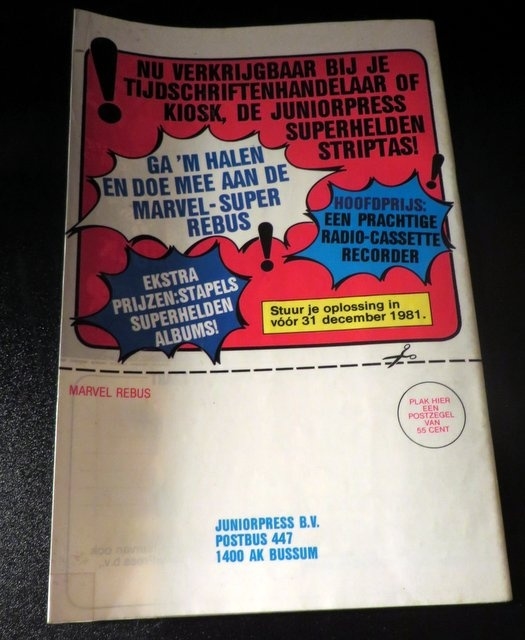 NU VERKRIJGBAAR BIJ JE
TIJDSCHRIFTENHANDELAAR OF
KIOSK, DE JUNIORPRESS
SUPERHELDEN
STRIPTAS!
GA 'M HALEN
EN DOE MEE AAN DE
MARVEL-SUPER
REBUS
!
HOOFDPRIJS:
EEN PRACHTIGE
RADIO-CASSETTE
RECORDER
!
EKSTRA
PRIJZEN:STAPELS
SUPERHELDEN
ALBUMS!
Stuur je oplossing in
vóór 31 december 1981.
MARVEL REBUS
PLAK HIER
EEN
POSTZEGEL
VAN
55 CENT
JUNIORPRESS B.V.
POSTBUS 447
1400 AK BUSSUM